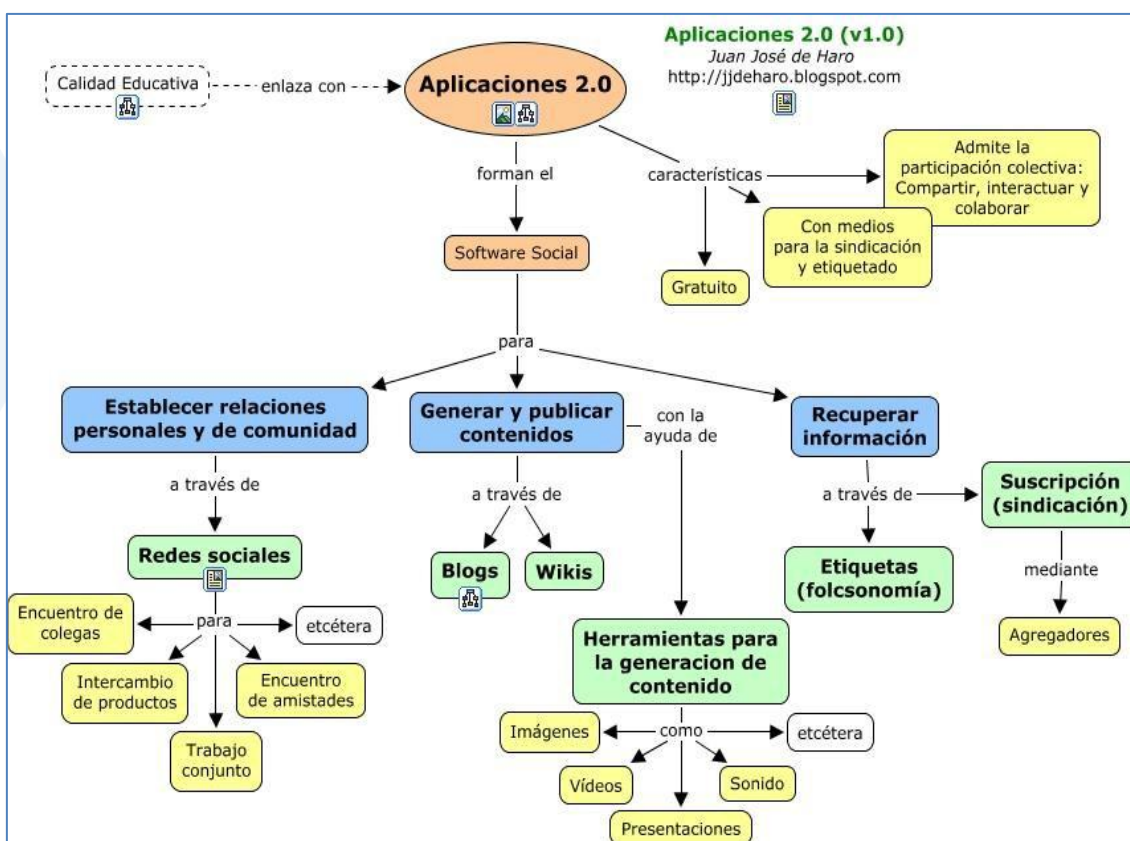 Aplicaciones 2.0 (v1.0)
Juan José de Haro
http://jjdeharo.blogspot.com
Calidad Educativa
enlaza con
Aplicaciones 2.0
forman el
características
Admite la
participación colectiva:
Compartir, interactuar y
colaborar
Con medios
para la sindicación
y etiquetado
Gratuito
Software Social
para
Establecer relaciones
personales y de comunidad
Generar y publicar
contenidos
con la
ayuda de
Recuperar
información
a través de
a través de
a través de
Suscripción
(sindicación)
Redes sociales
Blogs
Wikis
Etiquetas
(folcsonomía)
mediante
Agregadores
Encuentro de
colegas
para
etcétera
Intercambio
de productos
Encuentro
de amistades
Trabajo
conjunto
Herramientas para
la generacion de
contenido
Imágenes
como
etcétera
Vídeos
Sonido
Presentaciones